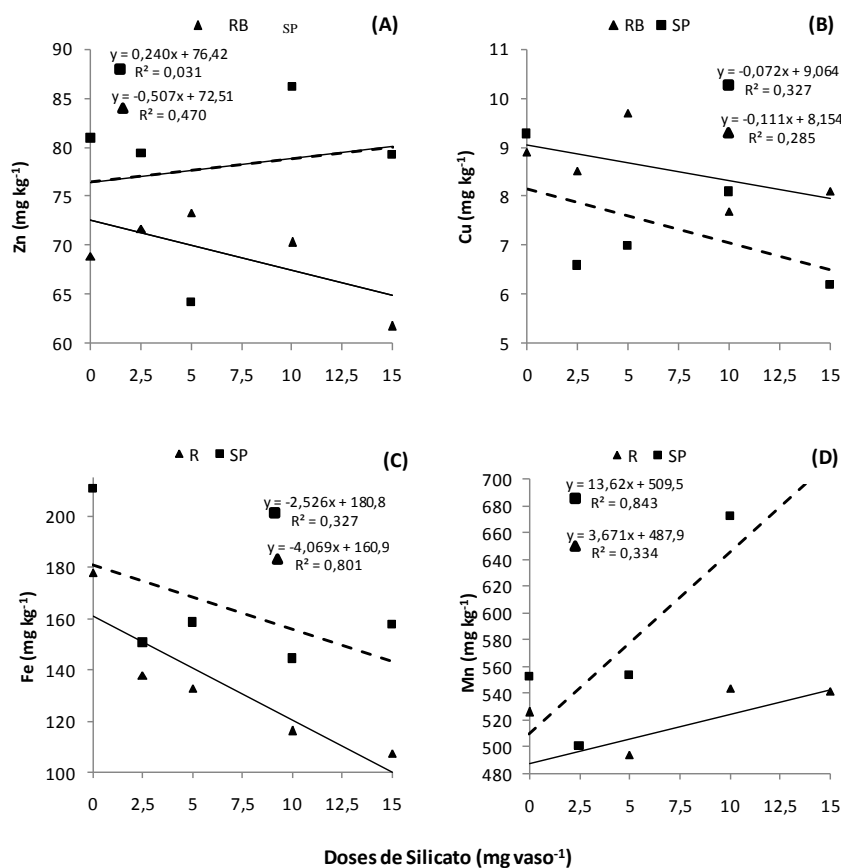 RB SP (A)
y = 0,240x + 76,42
R² = 0,031
y = -0,507x + 72,51
R² = 0,470
Zn (mg kg⁻¹)
90
85
80
75
70
65
60
0 2,5 5 7,5 10 12,5 15
RB SP (B)
y = -0,072x + 9,064
R² = 0,327
y = -0,111x + 8,154
R² = 0,285
Cu (mg kg⁻¹)
11
10
9
8
7
6
5
0 2,5 5 7,5 10 12,5 15
R SP (C)
y = -2,526x + 180,8
R² = 0,327
y = -4,069x + 160,9
R² = 0,801
Fe (mg kg⁻¹)
200
180
160
140
120
100
0 2,5 5 7,5 10 12,5 15
R SP (D)
y = 13,62x + 509,5
R² = 0,843
y = 3,671x + 487,9
R² = 0,334
Mn (mg kg⁻¹)
700
680
660
640
620
600
580
560
540
520
500
480
0 2,5 5 7,5 10 12,5 15
Doses de Silicato (mg vaso⁻¹)